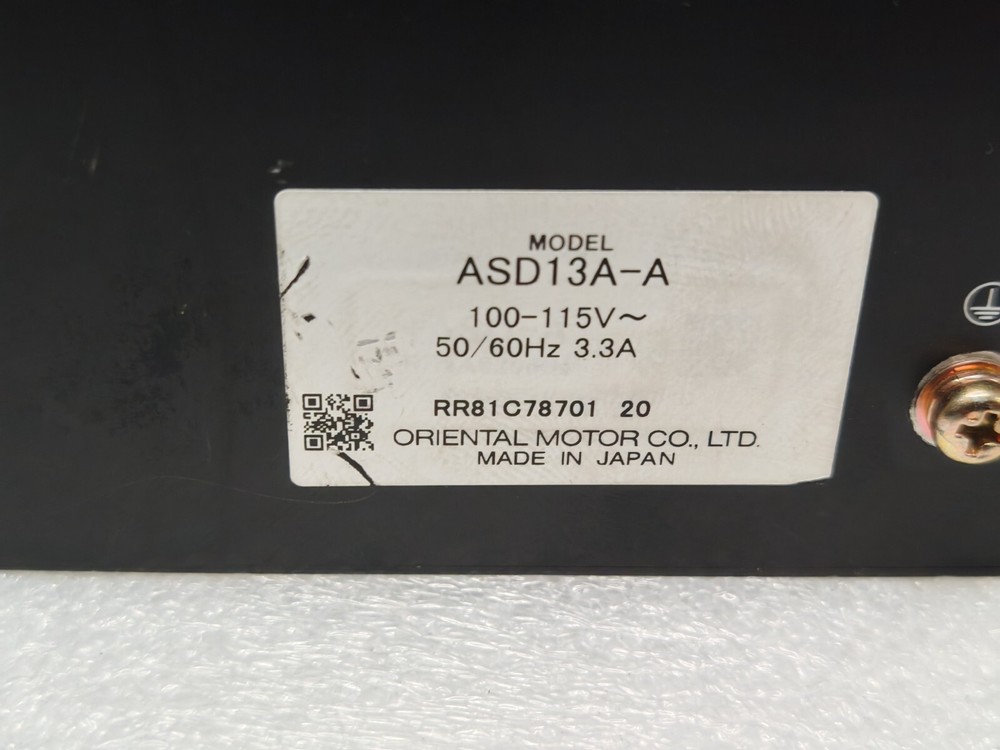 MODEL
ASD13A-A
100-115V～
50/60Hz 3.3A
RR81C78701 20
ORIENTAL MOTOR CO., LTD.
MADE IN JAPAN